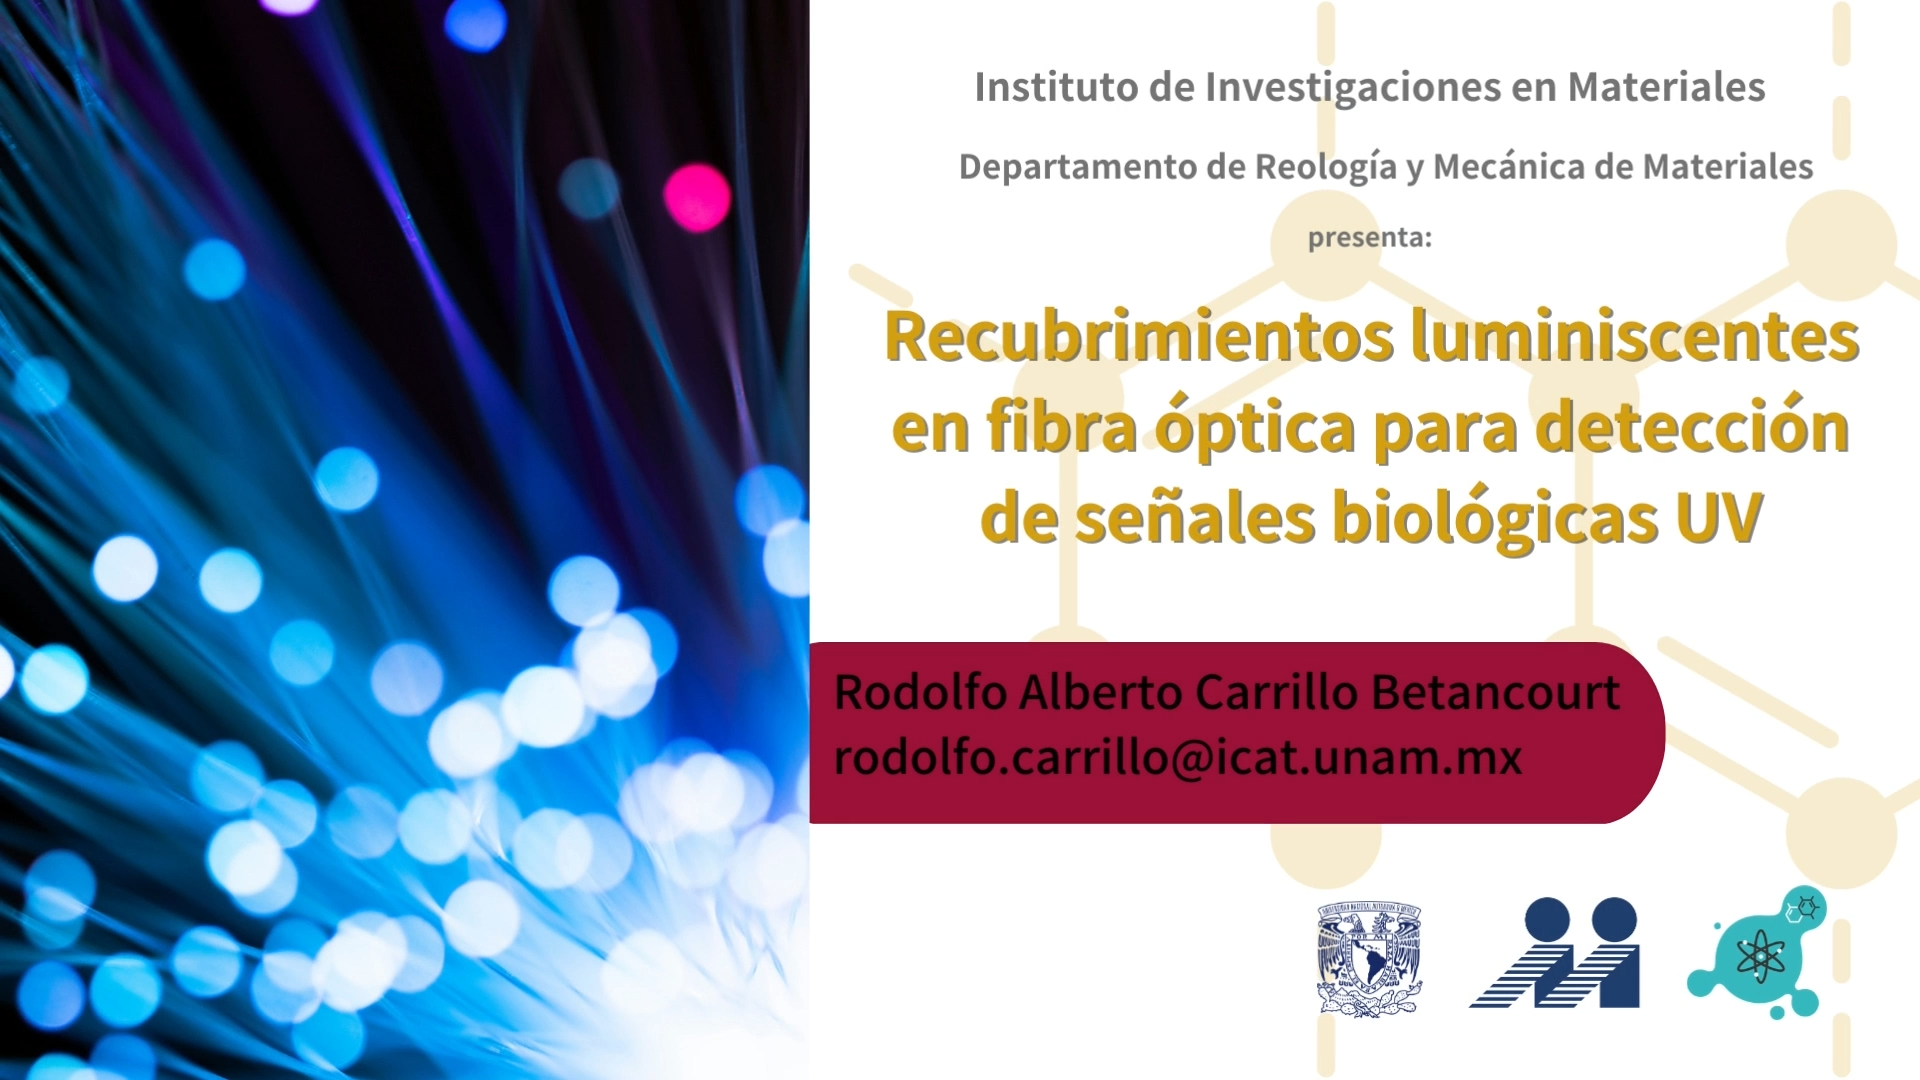 Instituto de Investigaciones en Materiales
Departamento de Reología y Mecánica de Materiales
presenta:
Recubrimientos luminiscentes
en fibra óptica para detección
de señales biológicas UV
Rodolfo Alberto Carrillo Betancourt
rodolfo.carrillo@icat.unam.mx